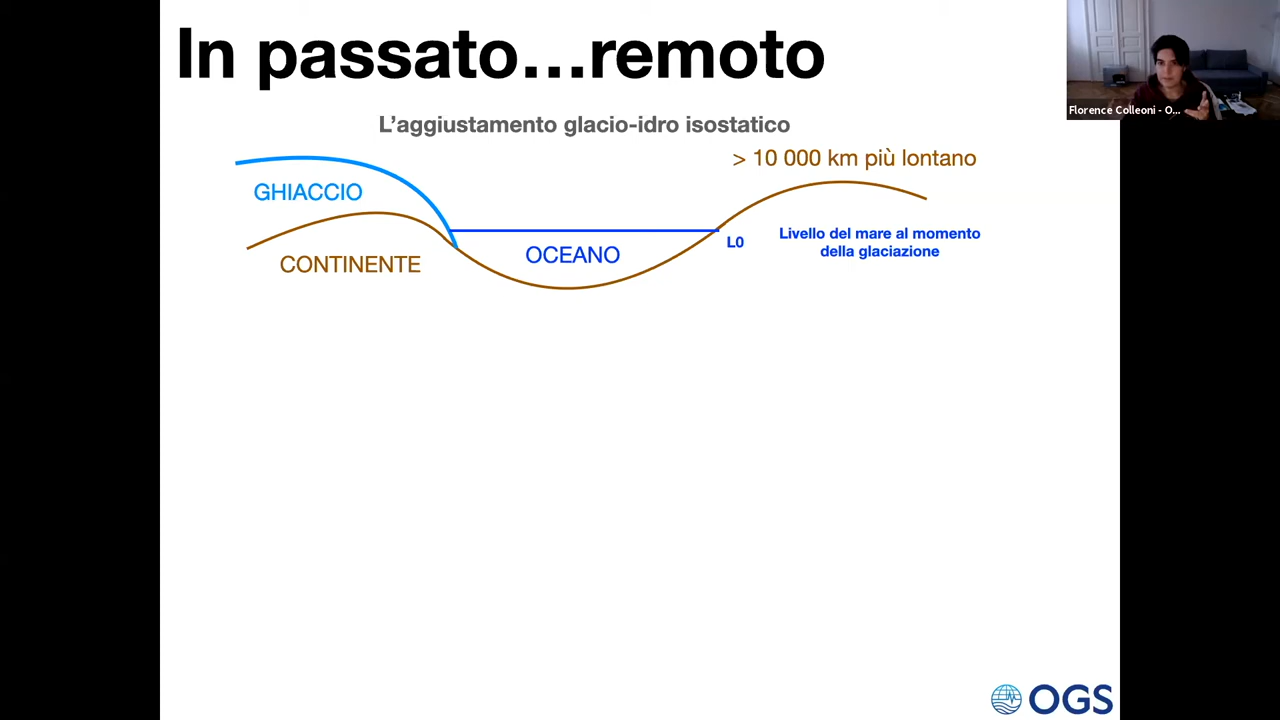 In passato...remoto
Florence Colleoni - O...
L'aggiustamento glacio-idro isostatico
> 10 000 km più lontano
GHIACCIO
CONTINENTE
OCEANO
L0
Livello del mare al momento
della glaciazione
OGS